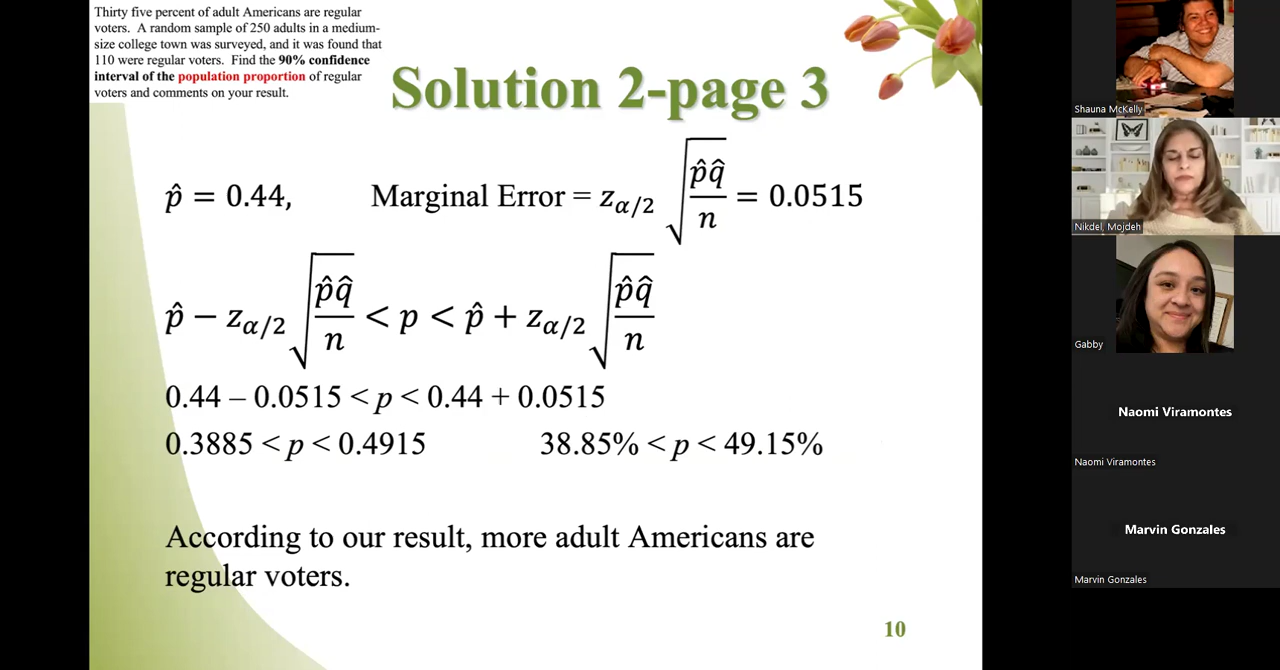 Thirty five percent of adult Americans are regular
voters. A random sample of 250 adults in a medium-
size college town was surveyed, and it was found that
110 were regular voters. Find the 90% confidence
interval of the population proportion of regular
voters and comments on your result.
Solution 2-page 3
p̂ = 0.44, Marginal Error = z_{α/2} √(p̂q̂/n) = 0.0515
p̂ − z_{α/2} √(p̂q̂/n) < p < p̂ + z_{α/2} √(p̂q̂/n)
0.44 – 0.0515 < p < 0.44 + 0.0515
0.3885 < p < 0.4915 38.85% < p < 49.15%
According to our result, more adult Americans are
regular voters.
10
Shauna McKelly
Nikdel, Mojdeh
Gabby
Naomi Viramontes
Naomi Viramontes
Marvin Gonzales
Marvin Gonzales